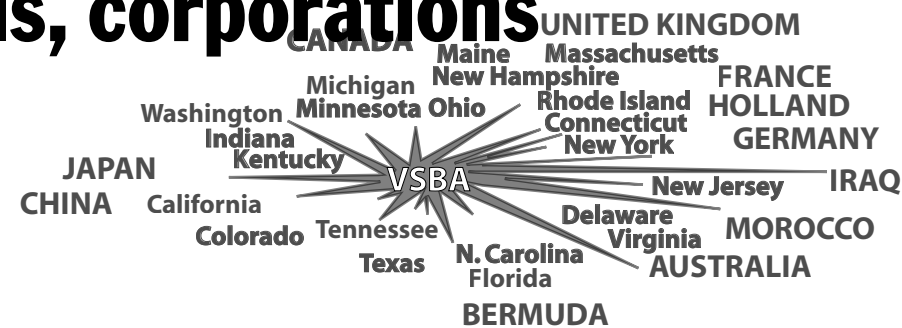 ls, corporations
UNITED KINGDOM
CANADA
Maine Massachusetts
New Hampshire FRANCE
Michigan
Minnesota Ohio Rhode Island HOLLAND
Washington Connecticut
Indiana New York GERMANY
Kentucky
JAPAN
VSBA IRAQ
New Jersey
CHINA California
Delaware MOROCCO
Colorado Tennessee Virginia
Texas N. Carolina AUSTRALIA
Florida
BERMUDA